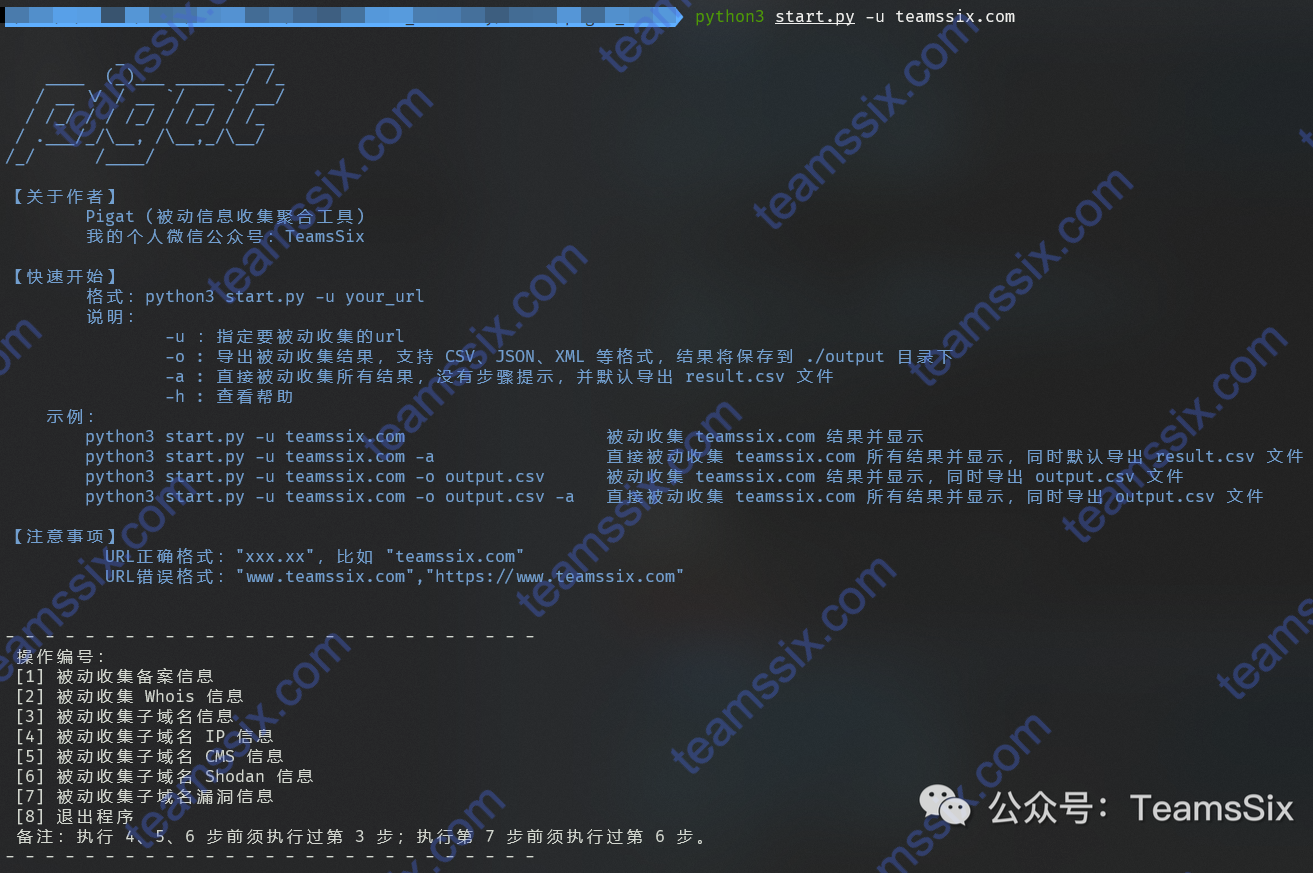 python3 start.py -u teamssix.com
【关于作者】
Pigat（被动信息收集聚合工具）
我的个人微信公众号：TeamsSix
【快速开始】
格式：python3 start.py -u your_url
说明：
-u : 指定要被动收集的url
-o : 导出被动收集结果，支持 CSV、JSON、XML 等格式，结果将保存到 ./output 目录下
-a : 直接被动收集所有结果，没有步骤提示，并默认导出 result.csv 文件
-h : 查看帮助
示例：
python3 start.py -u teamssix.com 被动收集 teamssix.com 结果并显示
python3 start.py -u teamssix.com -a 直接被动收集 teamssix.com 所有结果并显示，同时默认导出 result.csv 文件
python3 start.py -u teamssix.com -o output.csv 被动收集 teamssix.com 结果并显示，同时导出 output.csv 文件
python3 start.py -u teamssix.com -o output.csv -a 直接被动收集 teamssix.com 所有结果并显示，同时导出 output.csv 文件
【注意事项】
URL正确格式："xxx.xx"，比如 "teamssix.com"
URL错误格式："www.teamssix.com","https://www.teamssix.com"
- - - - - - - - - - - - - - - - - - - - - - - - - - -
操作编号：
[1] 被动收集备案信息
[2] 被动收集 Whois 信息
[3] 被动收集子域名信息
[4] 被动收集子域名 IP 信息
[5] 被动收集子域名 CMS 信息
[6] 被动收集子域名 Shodan 信息
[7] 被动收集子域名漏洞信息
[8] 退出程序
备注：执行 4、5、6 步前须执行过第 3 步；执行第 7 步前须执行过第 6 步。
- - - - - - - - - - - - - - - - - - - - - - - - - - -
公众号：TeamsSix